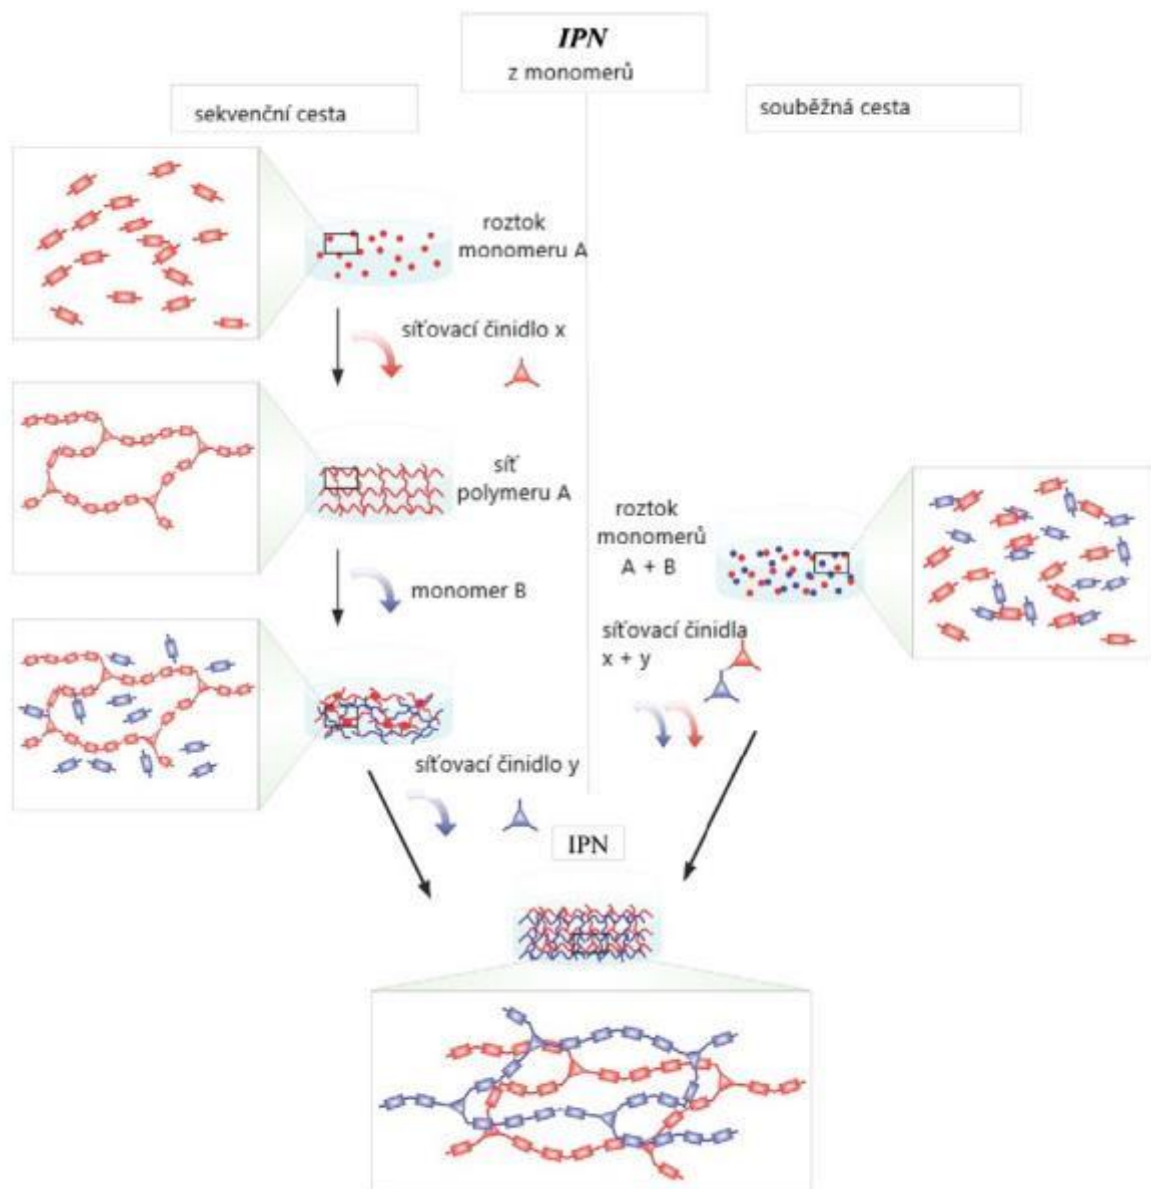 IPN
z monomerů
sekvenční cesta
souběžná cesta
roztok
monomeru A
síťovací činidlo x
síť
polymeru A
monomer B
síťovací činidlo y
roztok
monomerů
A + B
síťovací činidla
x + y
IPN